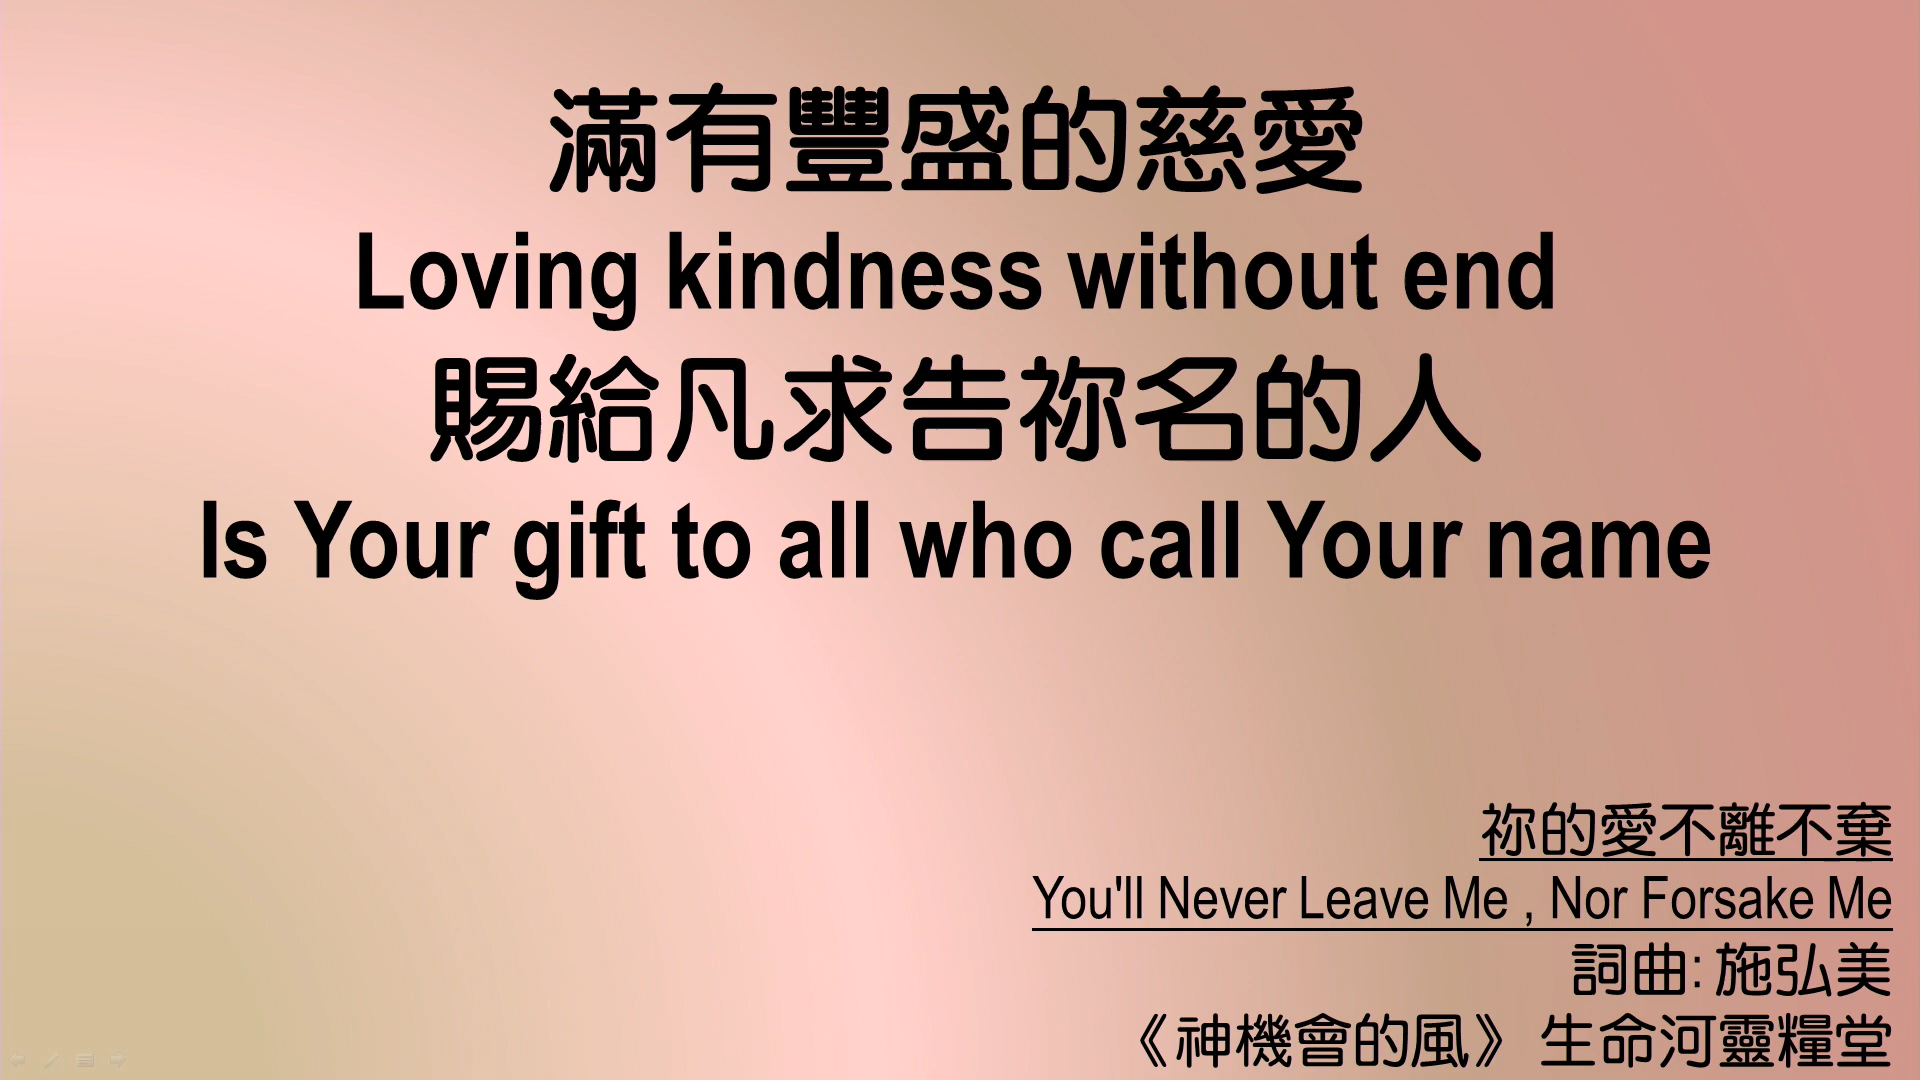 滿有豐盛的慈愛
Loving kindness without end
賜給凡求告祢名的人
Is Your gift to all who call Your name
祢的愛不離不棄
You'll Never Leave Me , Nor Forsake Me
詞曲: 施弘美
《神機會的風》 生命河靈糧堂